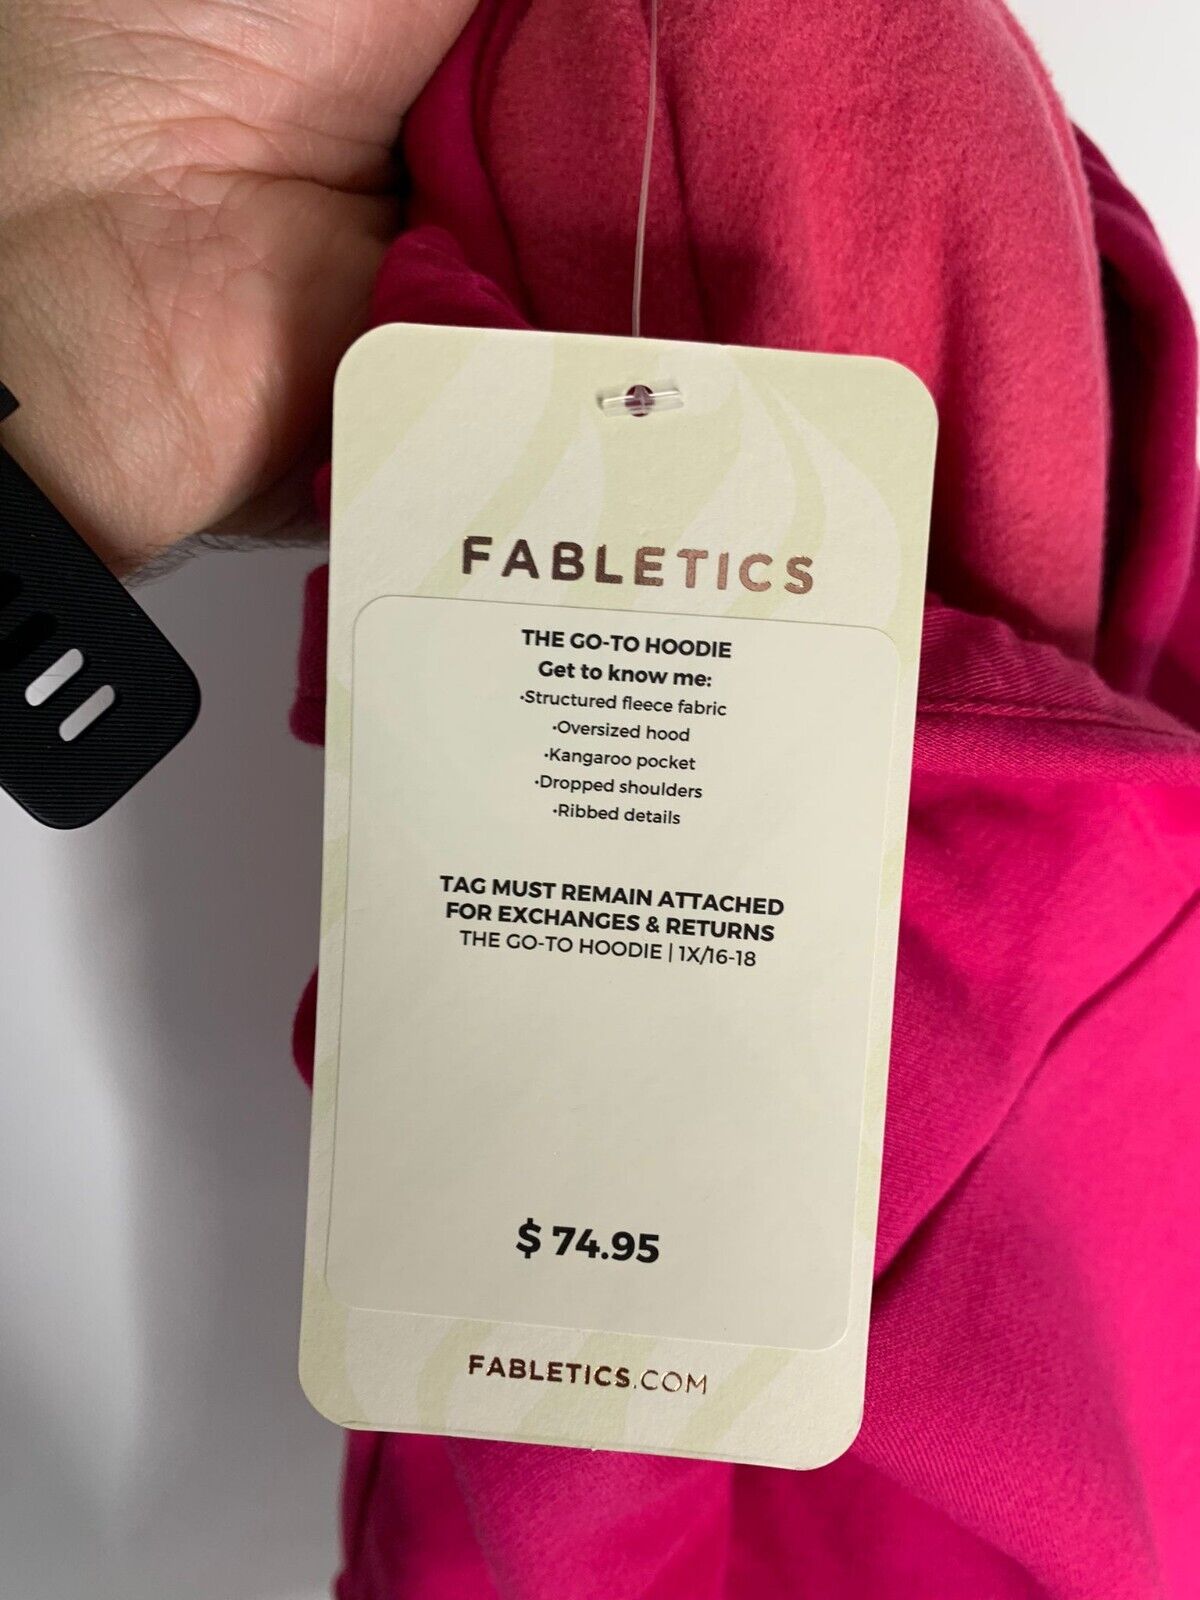 FABLETICS
THE GO-TO HOODIE
Get to know me:
•Structured fleece fabric
•Oversized hood
•Kangaroo pocket
•Dropped shoulders
•Ribbed details
TAG MUST REMAIN ATTACHED
FOR EXCHANGES & RETURNS
THE GO-TO HOODIE | 1X/16-18
$ 74.95
FABLETICS.COM